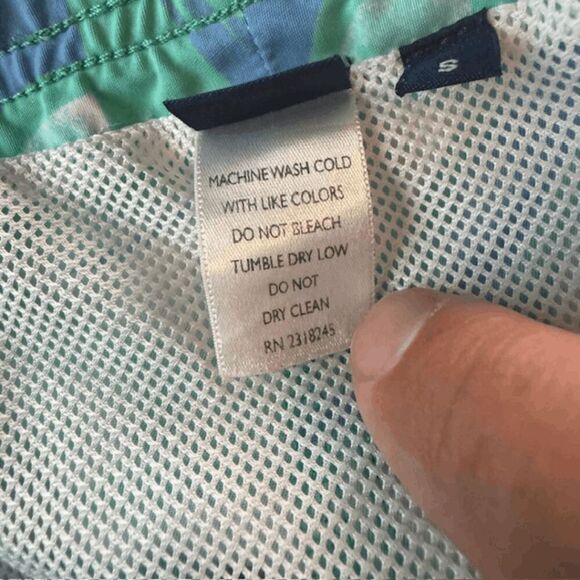 S
MACHINE WASH COLD
WITH LIKE COLORS
DO NOT BLEACH
TUMBLE DRY LOW
DO NOT
DRY CLEAN
RN 2318245